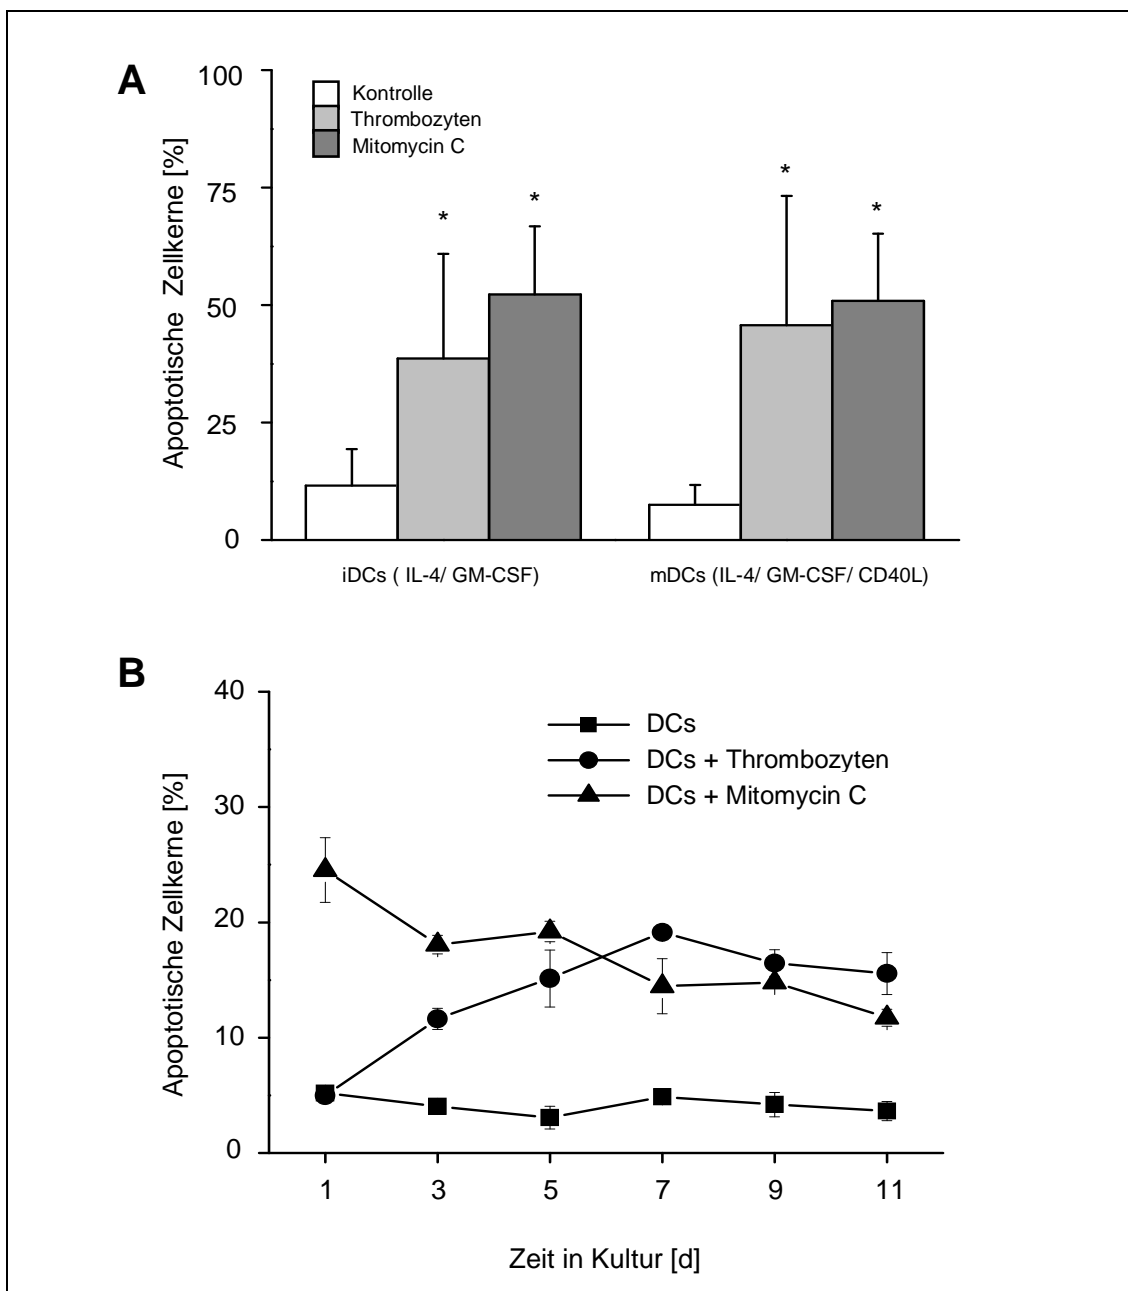 A
Apoptotische Zellkerne [%]
100
75
50
25
0
Kontrolle
Thrombozyten
Mitomycin C
* * * *
iDCs ( IL-4/ GM-CSF) mDCs (IL-4/ GM-CSF/ CD40L)
B
Apoptotische Zellkerne [%]
40
30
20
10
0
DCs
DCs + Thrombozyten
DCs + Mitomycin C
1 3 5 7 9 11
Zeit in Kultur [d]